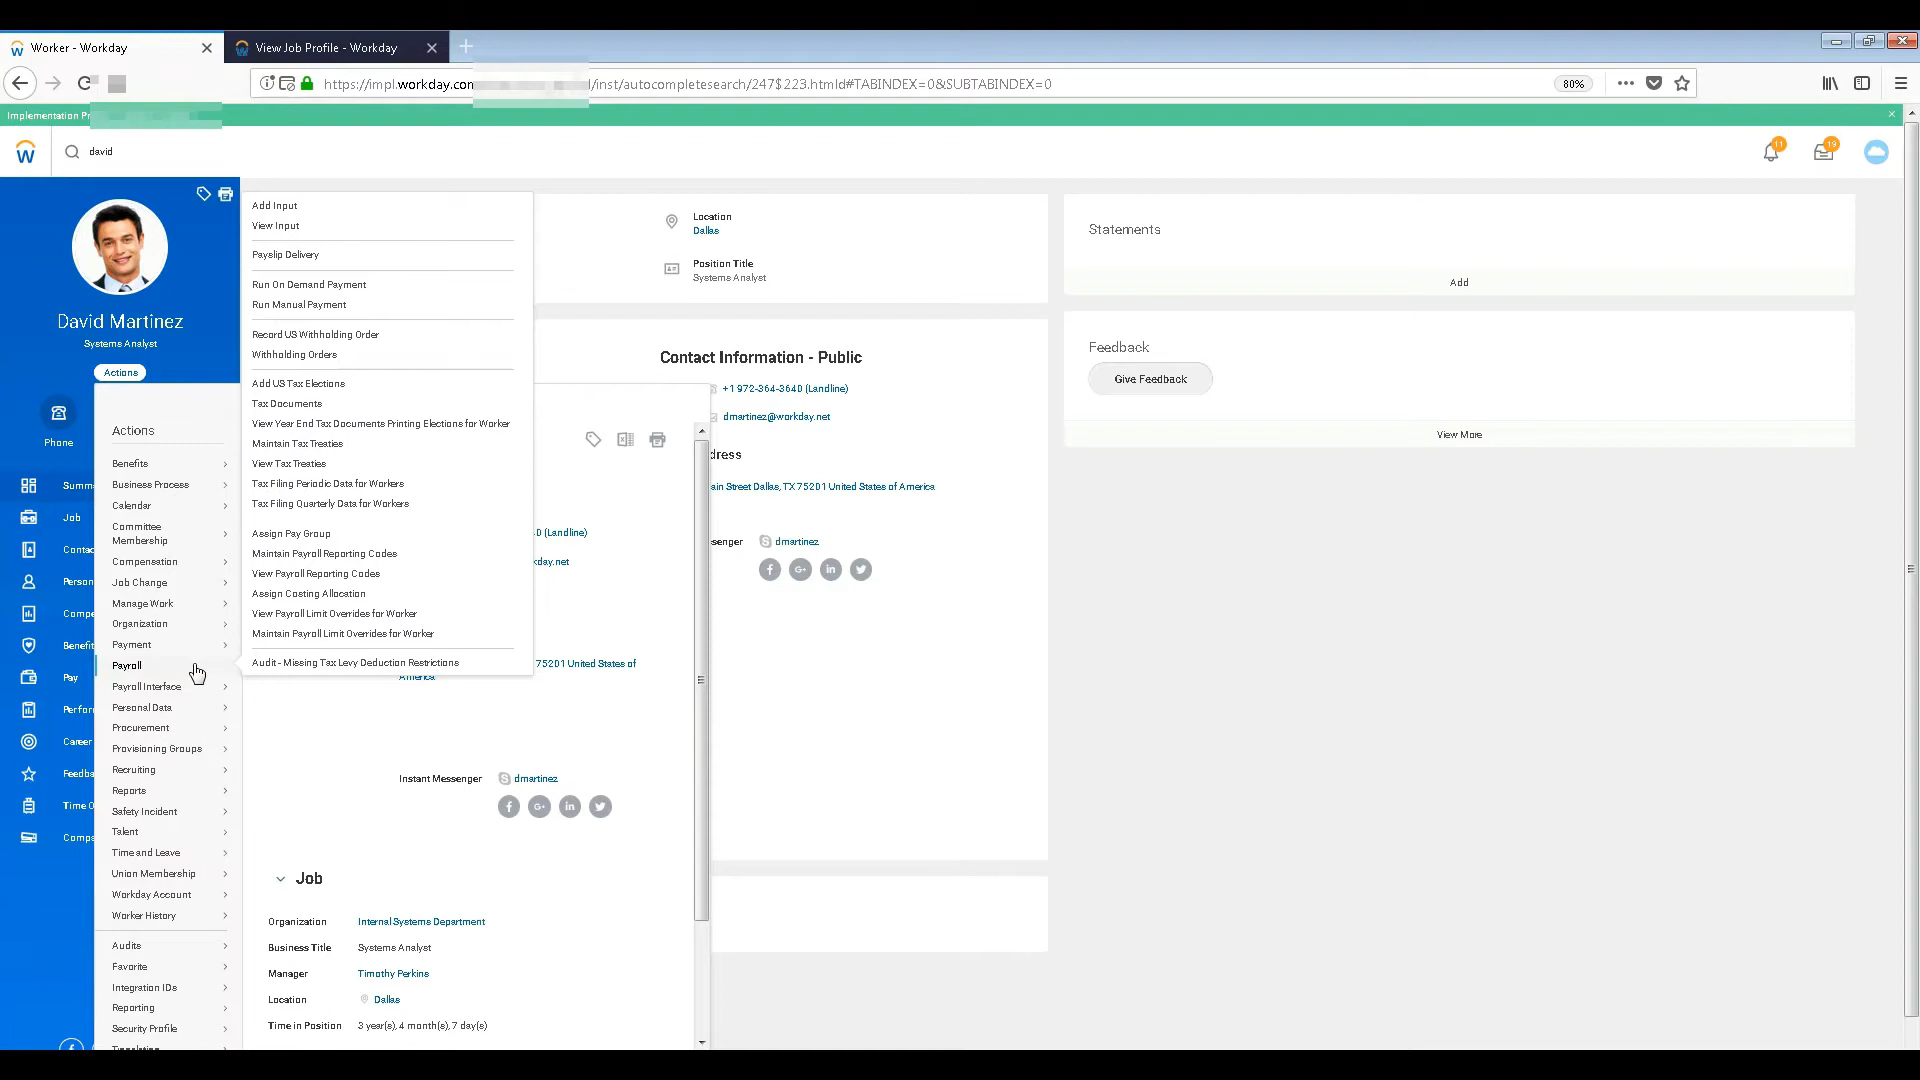 Worker - Workday
View Job Profile - Workday
https://impl.workday.com /inst/autocompletesearch/247$223.htmld#TABINDEX=0&SUBTABINDEX=0
80%
Implementation
david
11
19
David Martinez
Systems Analyst
Actions
Phone
Summ
Job
Contac
Person
Compe
Benefit
Pay
Perfor
Career
Feedba
Time O
Compa
Actions
Benefits
Business Process
Calendar
Committee
Membership
Compensation
Job Change
Manage Work
Organization
Payment
Payroll
Payroll Interface
Personal Data
Procurement
Provisioning Groups
Recruiting
Reports
Safety Incident
Talent
Time and Leave
Union Membership
Workday Account
Worker History
Audits
Favorite
Integration IDs
Reporting
Security Profile
Add Input
View Input
Payslip Delivery
Run On Demand Payment
Run Manual Payment
Record US Withholding Order
Withholding Orders
Add US Tax Elections
Tax Documents
View Year End Tax Documents Printing Elections for Worker
Maintain Tax Treaties
View Tax Treaties
Tax Filing Periodic Data for Workers
Tax Filing Quarterly Data for Workers
Assign Pay Group
Maintain Payroll Reporting Codes
View Payroll Reporting Codes
Assign Costing Allocation
View Payroll Limit Overrides for Worker
Maintain Payroll Limit Overrides for Worker
Audit - Missing Tax Levy Deduction Restrictions
(Landline)
kday.net
75201 United States of
America
Instant Messenger
dmartinez
Job
Organization Internal Systems Department
Business Title Systems Analyst
Manager Timothy Perkins
Location Dallas
Time in Position 3 year(s), 4 month(s), 7 day(s)
Location
Dallas
Position Title
Systems Analyst
Contact Information - Public
+1 972-364-3640 (Landline)
dmartinez@workday.net
dress
ain Street Dallas, TX 75201 United States of America
senger
dmartinez
Statements
Add
Feedback
Give Feedback
View More